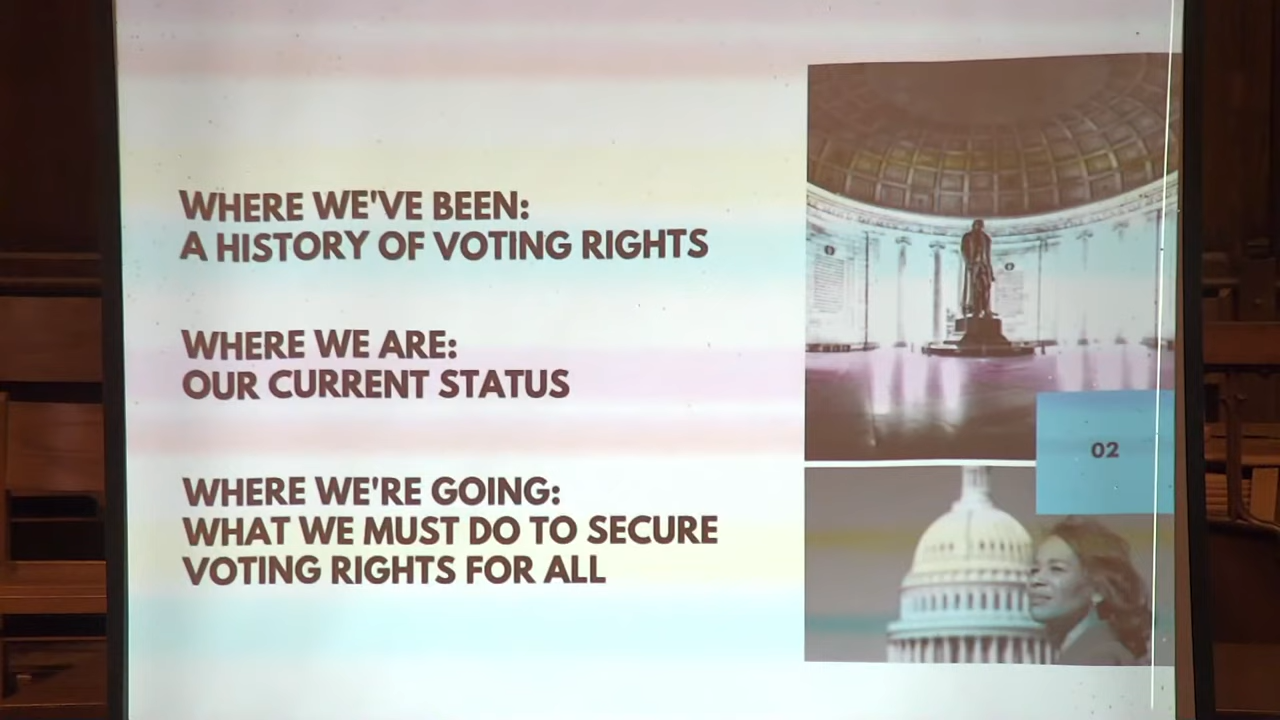 WHERE WE'VE BEEN:
A HISTORY OF VOTING RIGHTS
WHERE WE ARE:
OUR CURRENT STATUS
WHERE WE'RE GOING:
WHAT WE MUST DO TO SECURE
VOTING RIGHTS FOR ALL
02